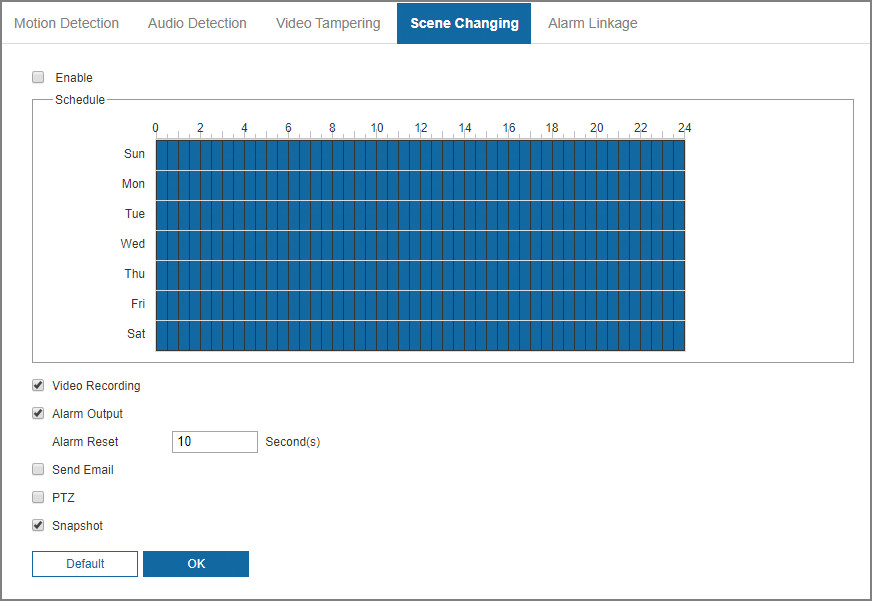 Motion Detection Audio Detection Video Tampering Scene Changing Alarm Linkage
Enable
Schedule
0 2 4 6 8 10 12 14 16 18 20 22 24
Sun
Mon
Tue
Wed
Thu
Fri
Sat
Video Recording
Alarm Output
Alarm Reset 10 Second(s)
Send Email
PTZ
Snapshot
Default OK